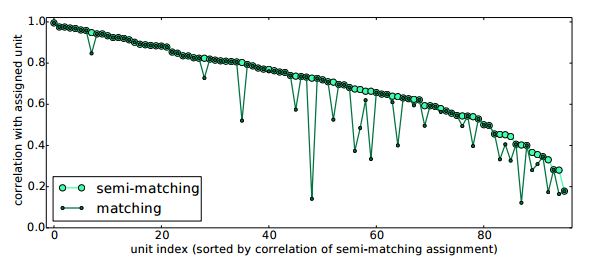 correlation with assigned unit
1.0
0.8
0.6
0.4
0.2
0.0
semi-matching
matching
0 20 40 60 80
unit index (sorted by correlation of semi-matching assignment)